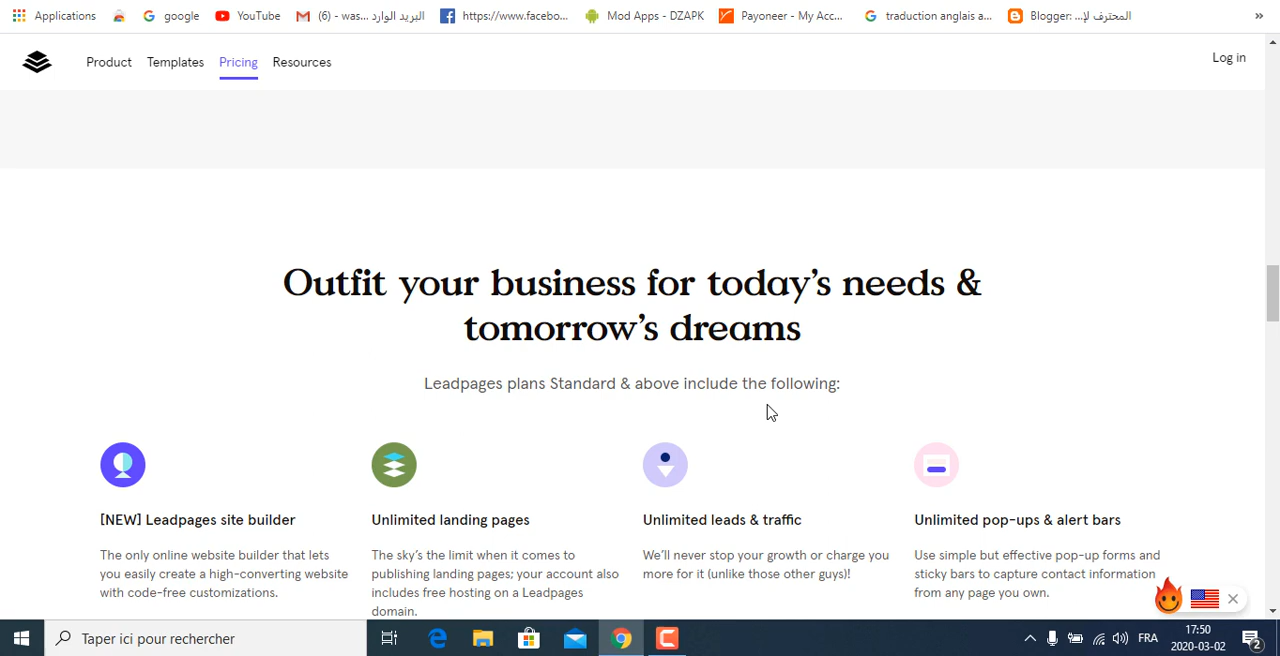 Applications google YouTube (6) - was... البريد الوارد https://www.facebo... Mod Apps - DZAPK Payoneer - My Acc... traduction anglais a... Blogger: ...المحترف لإ »
Product Templates Pricing Resources Log in
Outfit your business for today's needs &
tomorrow's dreams
Leadpages plans Standard & above include the following:
[NEW] Leadpages site builder
The only online website builder that lets
you easily create a high-converting website
with code-free customizations.
Unlimited landing pages
The sky's the limit when it comes to
publishing landing pages; your account also
includes free hosting on a Leadpages
domain.
Unlimited leads & traffic
We'll never stop your growth or charge you
more for it (unlike those other guys)!
Unlimited pop-ups & alert bars
Use simple but effective pop-up forms and
sticky bars to capture contact information
from any page you own.
Taper ici pour rechercher
FRA
17:50
2020-03-02
2